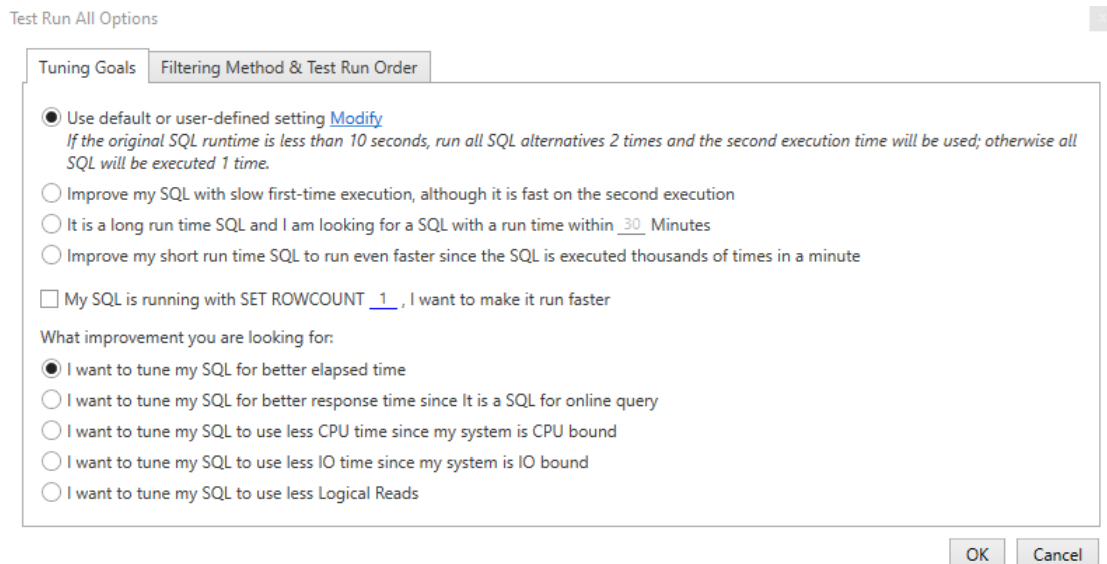 Test Run All Options
Tuning Goals
Filtering Method & Test Run Order
Use default or user-defined setting Modify
If the original SQL runtime is less than 10 seconds, run all SQL alternatives 2 times and the second execution time will be used; otherwise all
SQL will be executed 1 time.
Improve my SQL with slow first-time execution, although it is fast on the second execution
It is a long run time SQL and I am looking for a SQL with a run time within 30 Minutes
Improve my short run time SQL to run even faster since the SQL is executed thousands of times in a minute
My SQL is running with SET ROWCOUNT 1 , I want to make it run faster
What improvement you are looking for:
I want to tune my SQL for better elapsed time
I want to tune my SQL for better response time since It is a SQL for online query
I want to tune my SQL to use less CPU time since my system is CPU bound
I want to tune my SQL to use less IO time since my system is IO bound
I want to tune my SQL to use less Logical Reads
OK
Cancel